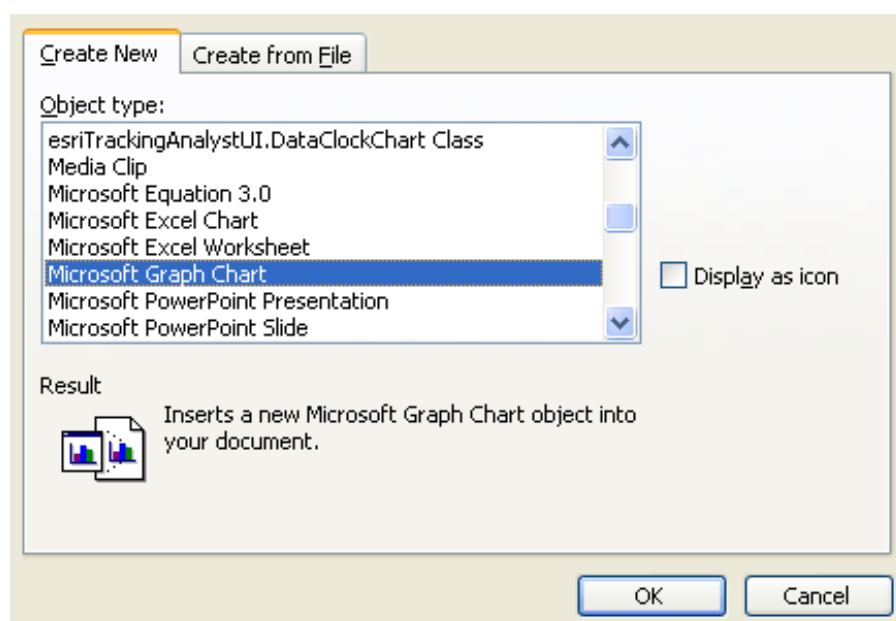 Create New
Create from File
Object type:
esriTrackingAnalystUI.DataClockChart Class
Media Clip
Microsoft Equation 3.0
Microsoft Excel Chart
Microsoft Excel Worksheet
Microsoft Graph Chart
Microsoft PowerPoint Presentation
Microsoft PowerPoint Slide
Display as icon
Result
Inserts a new Microsoft Graph Chart object into
your document.
OK
Cancel